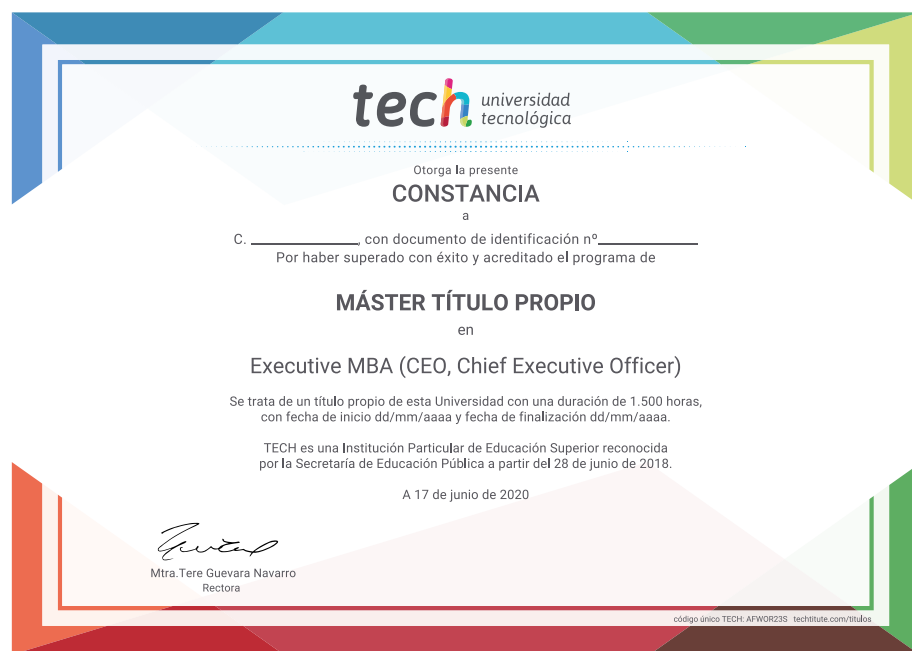 tech universidad
tecnológica
Otorga la presente
CONSTANCIA
a
C. ____________, con documento de identificación nº____________
Por haber superado con éxito y acreditado el programa de
MÁSTER TÍTULO PROPIO
en
Executive MBA (CEO, Chief Executive Officer)
Se trata de un título propio de esta Universidad con una duración de 1.500 horas,
con fecha de inicio dd/mm/aaaa y fecha de finalización dd/mm/aaaa.
TECH es una Institución Particular de Educación Superior reconocida
por la Secretaría de Educación Pública a partir del 28 de junio de 2018.
A 17 de junio de 2020
Mtra.Tere Guevara Navarro
Rectora
código único TECH: AFWOR23S techtitute.com/titulos